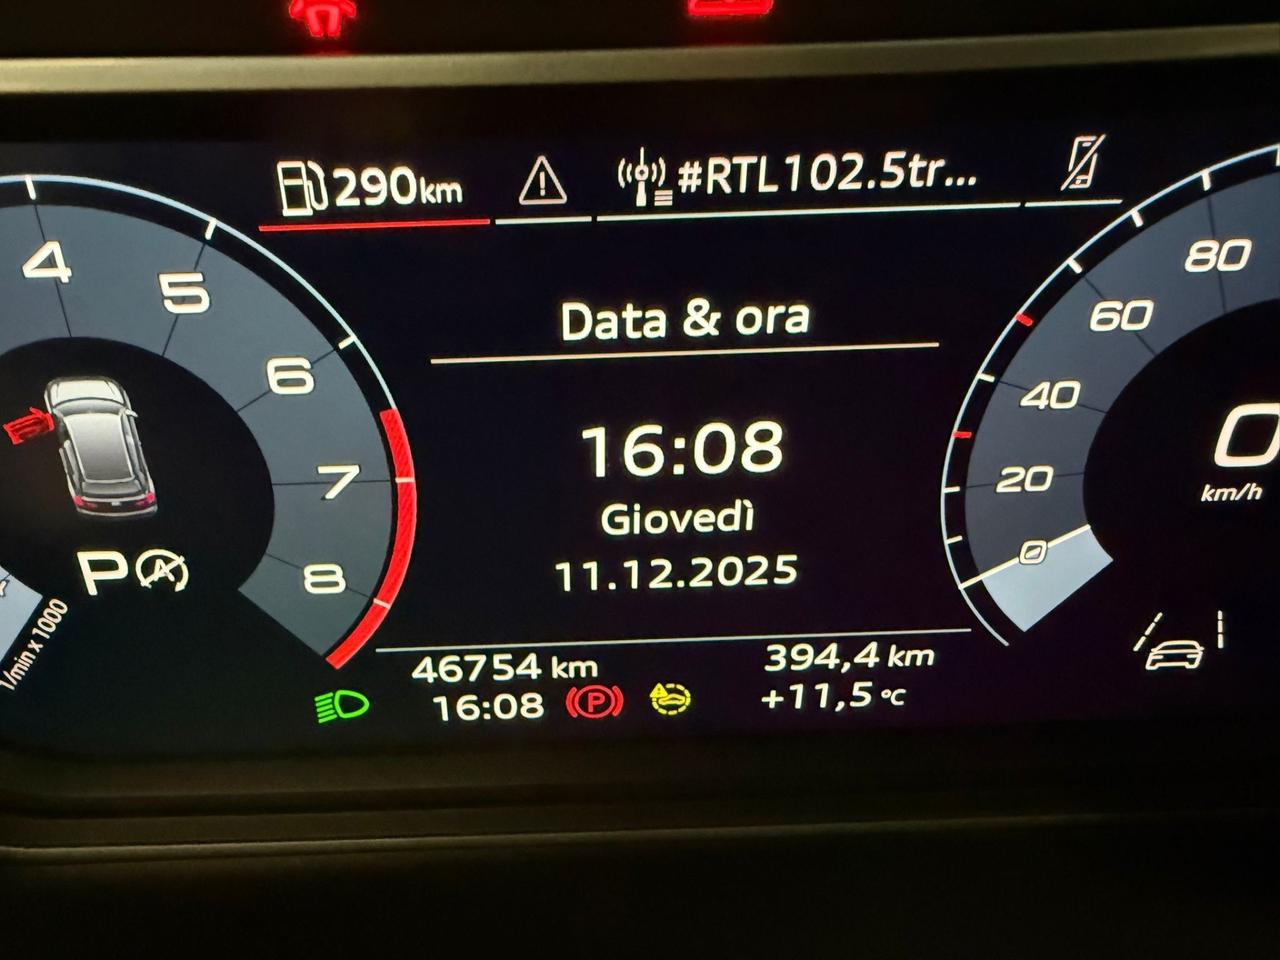 290km
#RTL102.5tr...
4
5
6
7
8
1/min x 1000
P
A
Data & ora
16:08
Giovedì
11.12.2025
46754 km
394,4 km
16:08
P
+11,5 °C
80
60
40
20
0
0
km/h